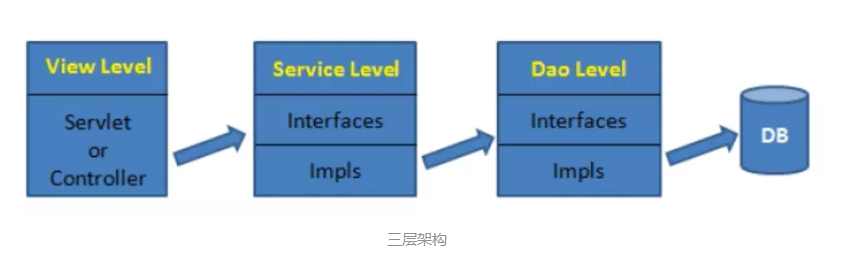 View Level
Servlet
or
Controller
Service Level
Interfaces
Impls
Dao Level
Interfaces
Impls
DB
三层架构